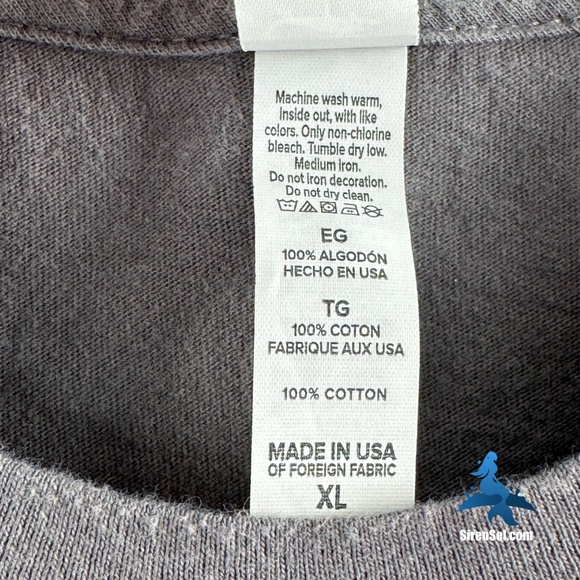 Machine wash warm,
Inside out, with like
colors. Only non-chlorine
bleach. Tumble dry low.
Medium iron.
Do not iron decoration.
Do not dry clean.
EG
100% ALGODÓN
HECHO EN USA
TG
100% COTON
FABRIQUE AUX USA
100% COTTON
MADE IN USA
OF FOREIGN FABRIC
XL
SirenSel.com